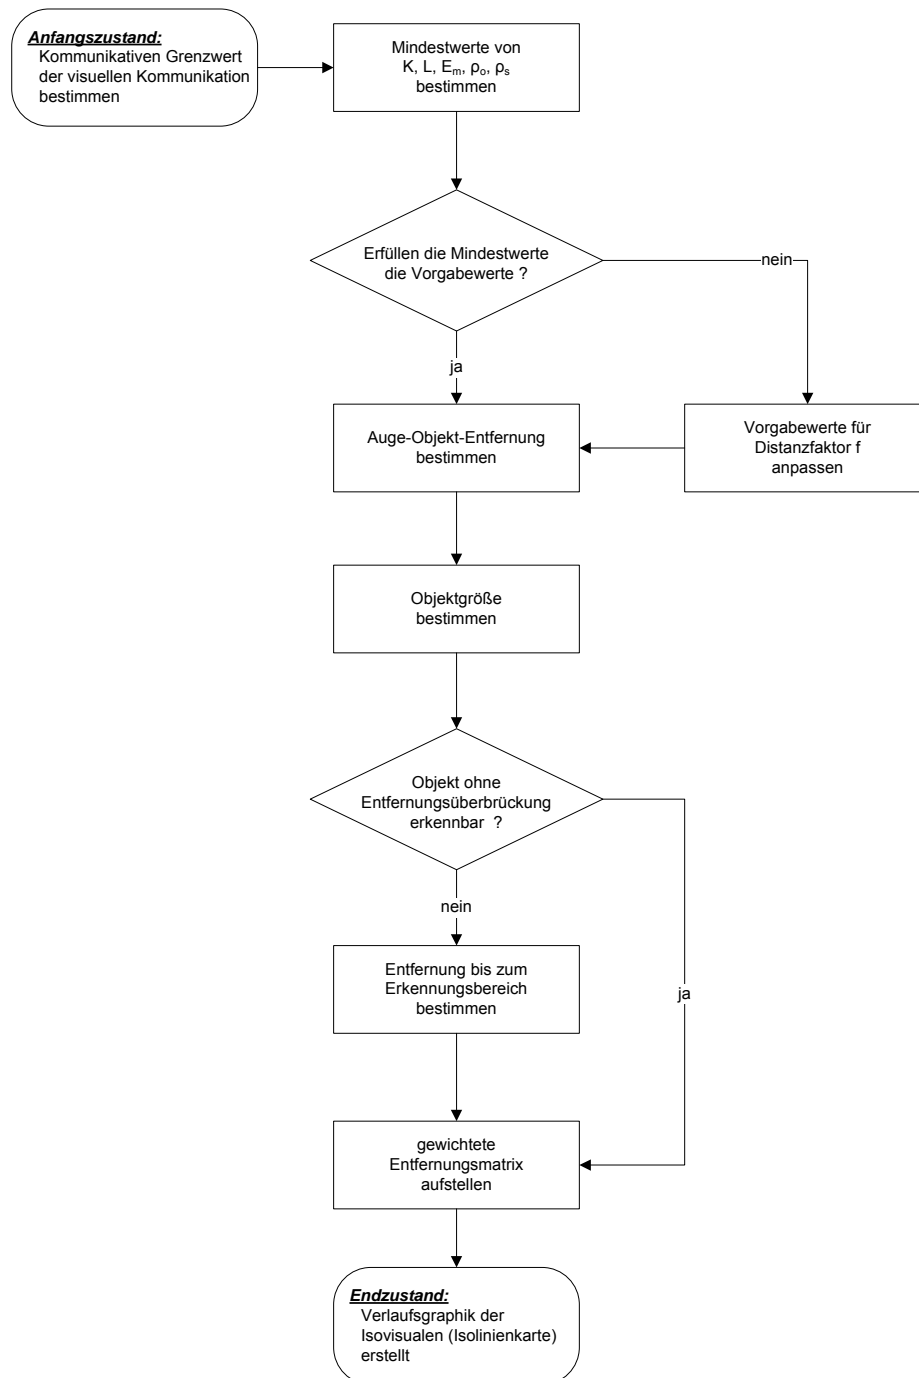 Anfangszustand:
Kommunikativen Grenzwert
der visuellen Kommunikation
bestimmen
Mindestwerte von
K, L, Eₘ, ρₒ, ρₛ
bestimmen
Erfüllen die Mindestwerte
die Vorgabewerte ?
nein
ja
Auge-Objekt-Entfernung
bestimmen
Vorgabewerte für
Distanzfaktor f
anpassen
Objektgröße
bestimmen
Objekt ohne
Entfernungsüberbrückung
erkennbar ?
nein
Entfernung bis zum
Erkennungsbereich
bestimmen
ja
gewichtete
Entfernungsmatrix
aufstellen
Endzustand:
Verlaufsgraphik der
Isovisualen (Isolinienkarte)
erstellt